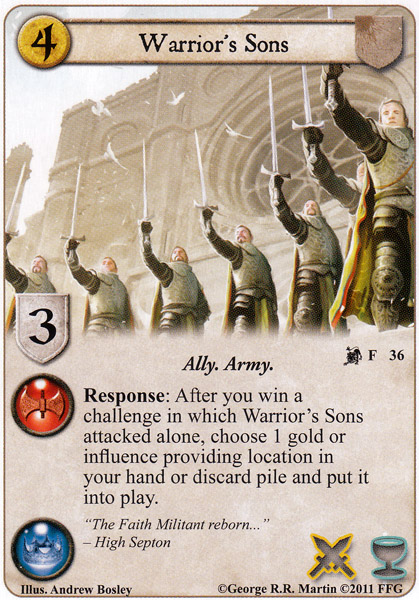 4
Warrior's Sons
3
Ally. Army.
F 36
Response: After you win a
challenge in which Warrior's Sons
attacked alone, choose 1 gold or
influence providing location in
your hand or discard pile and put it
into play.
"The Faith Militant reborn..."
– High Septon
Illus. Andrew Bosley
©George R.R. Martin ©2011 FFG